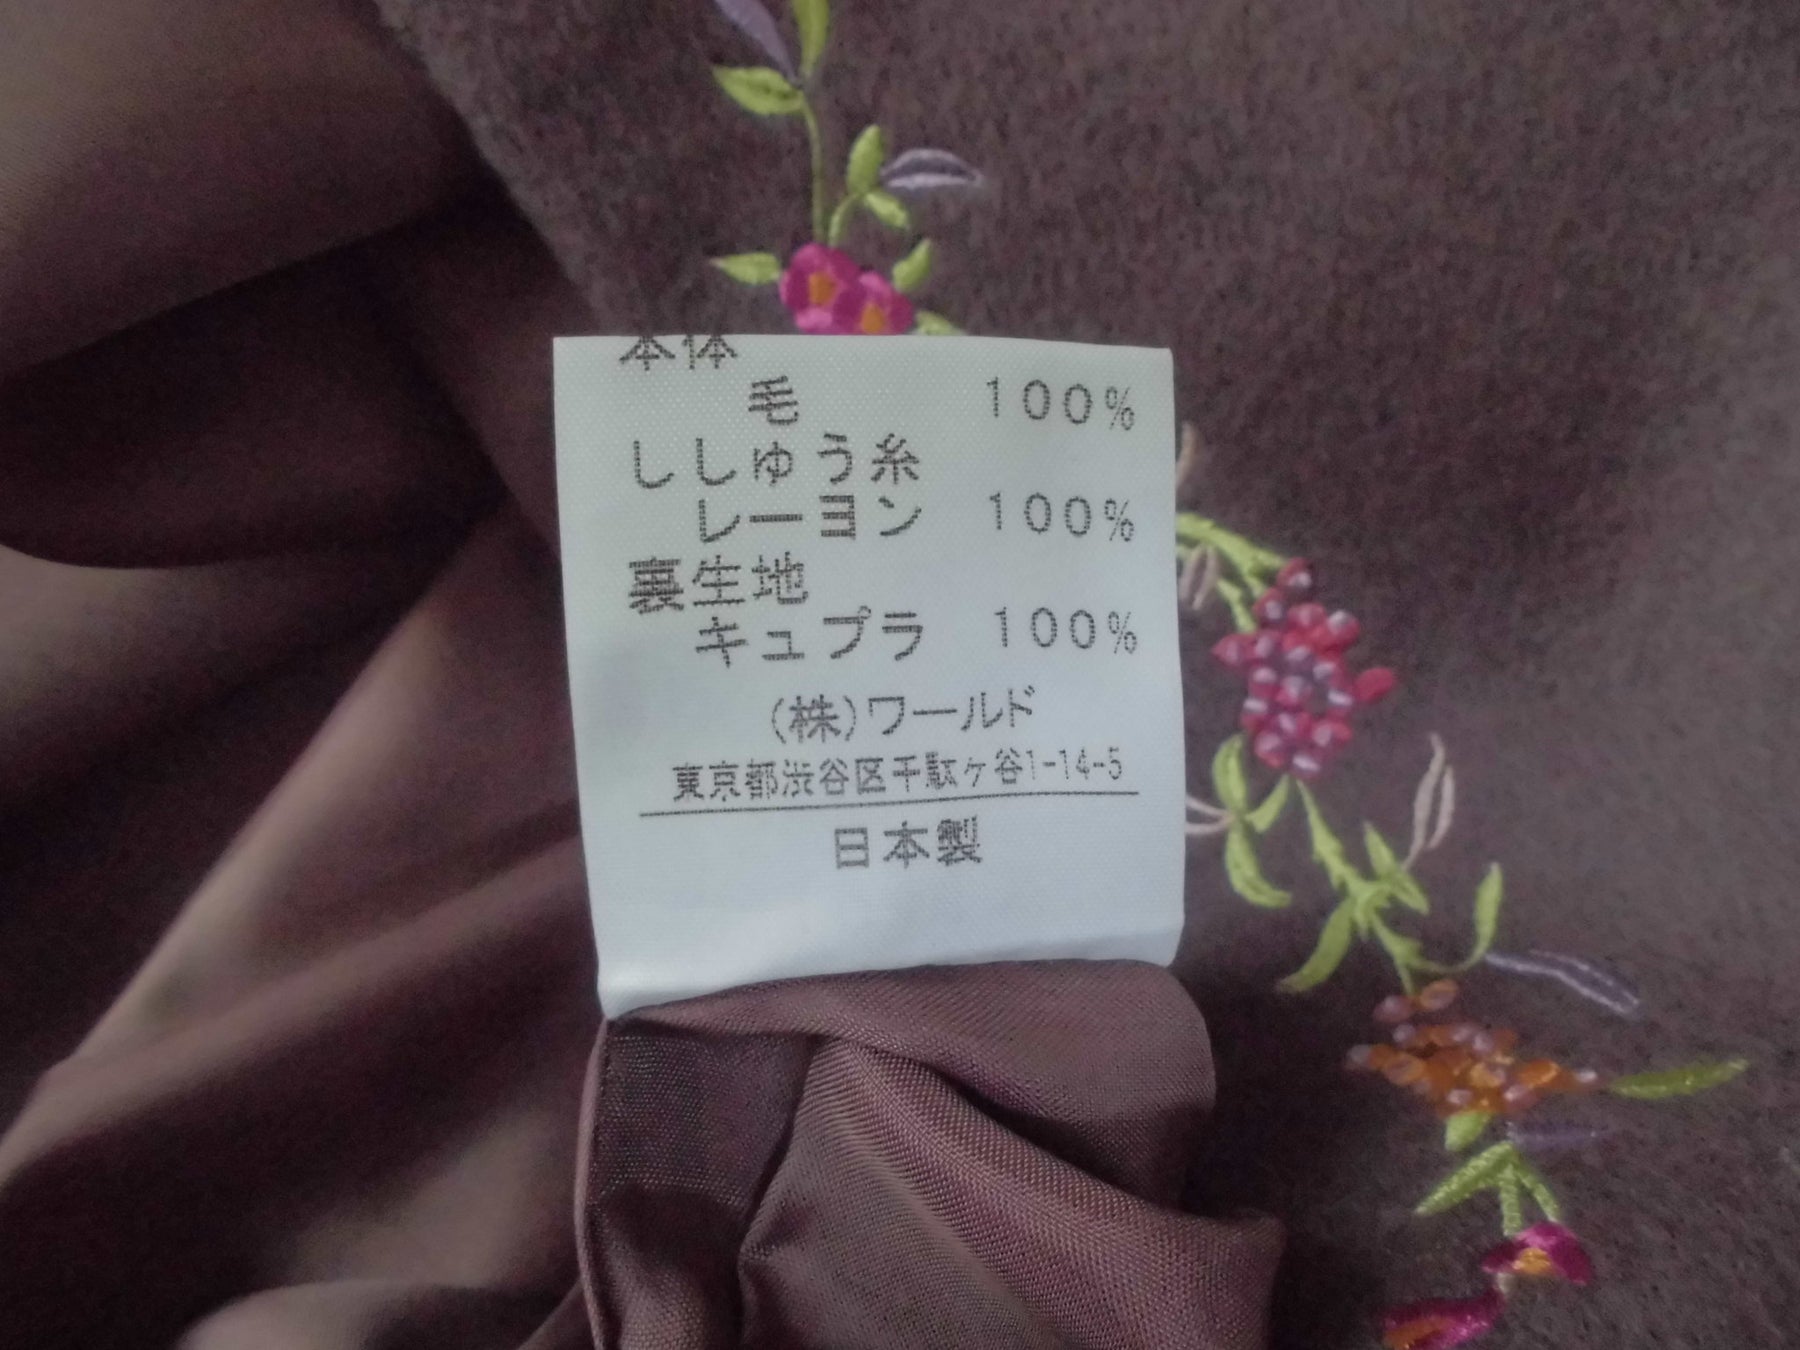 本体
毛 100%
ししゅう糸
レーヨン 100%
裏生地
キュプラ 100%
(株)ワールド
東京都渋谷区千駄ヶ谷1-14-5
日本製